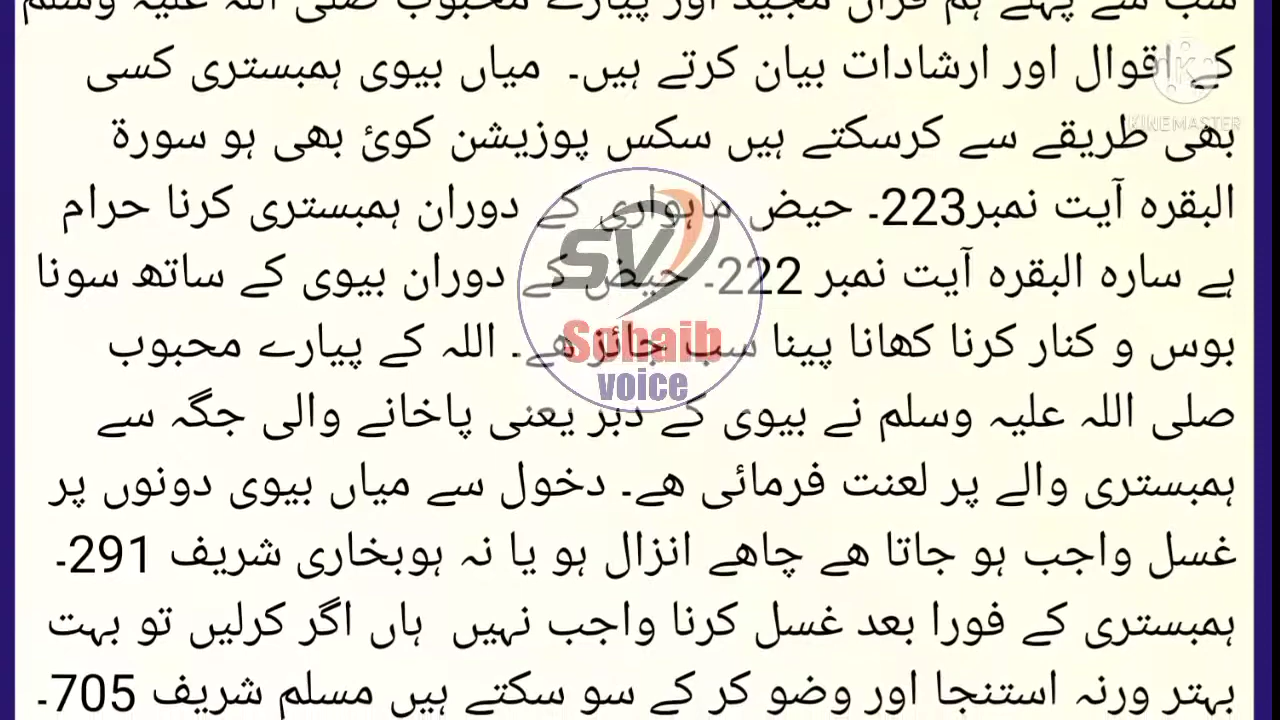 سب سے پہلے ہم قرآن مجید اور پیارے محبوب صلی اللہ علیہ وسلم
کے اقوال اور ارشادات بیان کرتے ہیں۔ میاں بیوی ہمبستری کسی
بھی طریقے سے کرسکتے ہیں سکس پوزیشن کوئ بھی ہو سورۃ
البقرہ آیت نمبر223۔ حیض ماہواری کے دوران ہمبستری کرنا حرام
ہے سارہ البقرہ آیت نمبر 222۔ حیض کے دوران بیوی کے ساتھ سونا
بوس و کنار کرنا کھانا پینا سب جائز ھے۔ اللہ کے پیارے محبوب
صلی اللہ علیہ وسلم نے بیوی کے دبر یعنی پاخانے والی جگہ سے
ہمبستری والے پر لعنت فرمائی ھے۔ دخول سے میاں بیوی دونوں پر
غسل واجب ہو جاتا ھے چاھے انزال ہو یا نہ ہوبخاری شریف 291۔
ہمبستری کے فورا بعد غسل کرنا واجب نہیں ہاں اگر کرلیں تو بہت
بہتر ورنہ استنجا اور وضو کر کے سو سکتے ہیں مسلم شریف 705۔
KINEMASTER
SV
Sohaib
voice